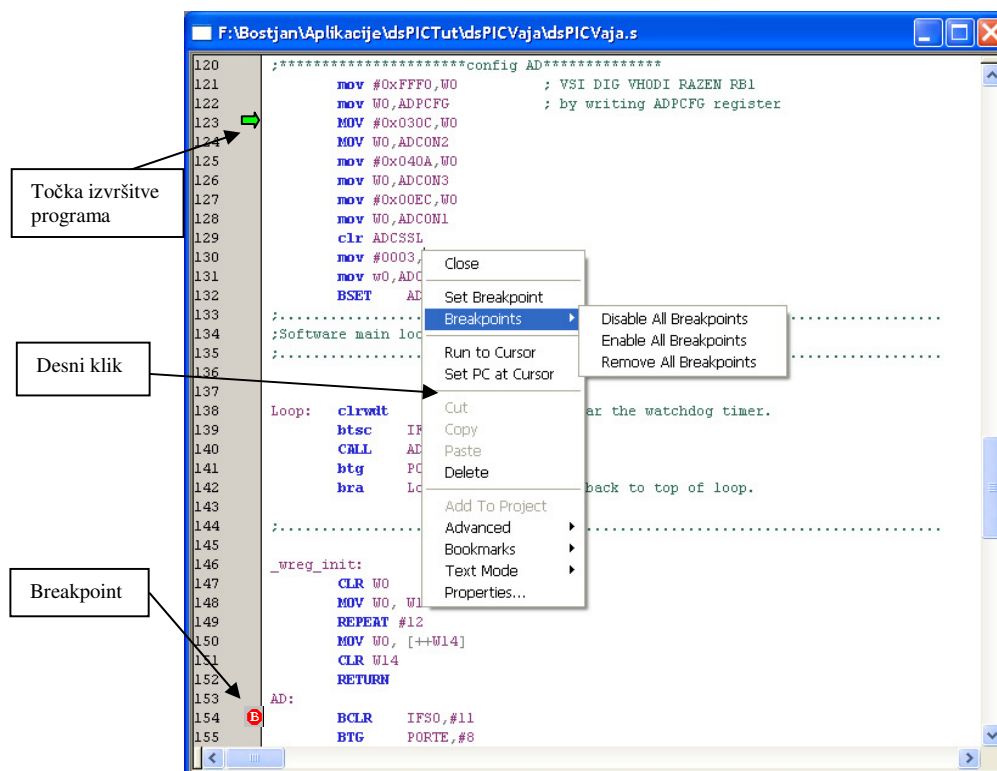 F:\Bostjan\Aplikacije\dsPICTut\dsPICVaja\dsPICVaja.s
120 ;**********************config AD**************
121 mov #0xFFF0,W0 ; VSI DIG VHODI RAZEN RB1
122 mov W0,ADPCFG ; by writing ADPCFG register
123 MOV #0x030C,W0
124 MOV W0,ADCON2
125 mov #0x040A,W0
126 mov W0,ADCON3
127 mov #0x00EC,W0
128 mov W0,ADCON1
129 clr ADCSSL
130 mov #0003,
131 mov w0,ADC
132 BSET AD
133 ;..............................................................................
134 ;Software main loo
135 ;..............................................................................
136
137
138 Loop: clrwdt ar the watchdog timer.
139 btsc IF
140 CALL AD
141 btg PO
142 bra Lo back to top of loop.
143
144 ;..............................................................................
145
146 _wreg_init:
147 CLR W0
148 MOV W0, W1
149 REPEAT #12
150 MOV W0, [++W14]
151 CLR W14
152 RETURN
153 AD:
154 B BCLR IFS0,#11
155 BTG PORTE,#8
Close
Set Breakpoint
Breakpoints
Run to Cursor
Set PC at Cursor
Cut
Copy
Paste
Delete
Add To Project
Advanced
Bookmarks
Text Mode
Properties...
Disable All Breakpoints
Enable All Breakpoints
Remove All Breakpoints
Točka izvršitve
programa
Desni klik
Breakpoint